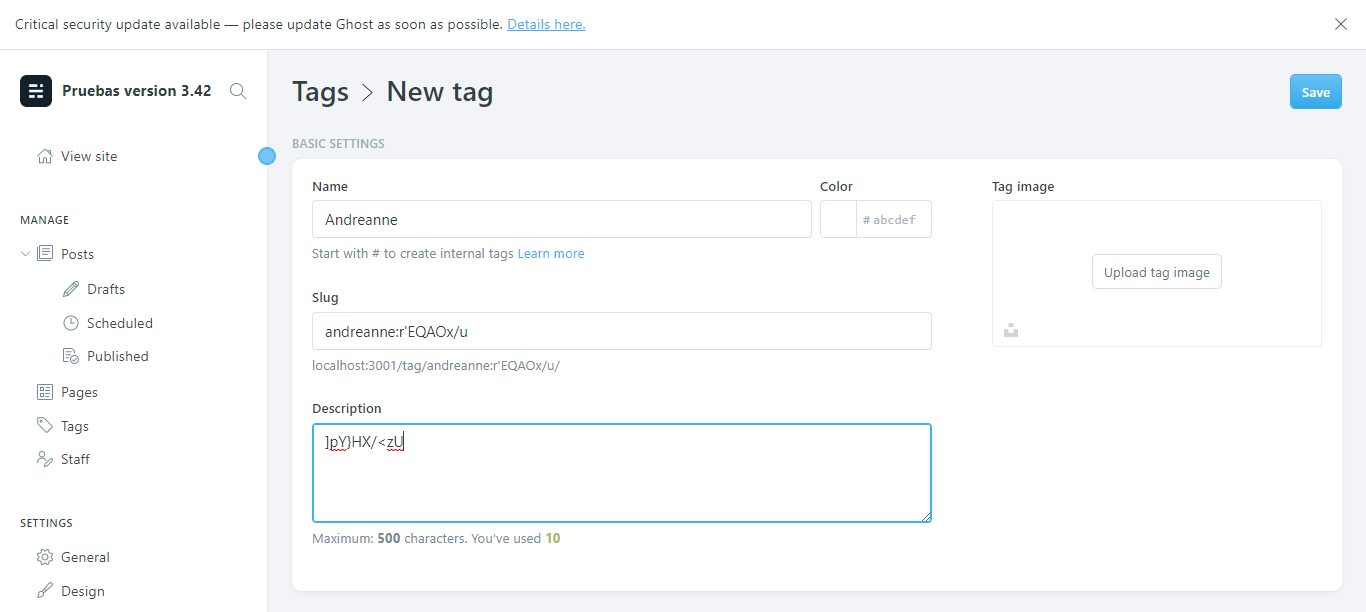 Critical security update available — please update Ghost as soon as possible. Details here.
Pruebas version 3.42
View site
MANAGE
Posts
Drafts
Scheduled
Published
Pages
Tags
Staff
SETTINGS
General
Design
Tags > New tag
Save
BASIC SETTINGS
Name
Andreanne
Start with # to create internal tags Learn more
Color
# abcdef
Slug
andreanne:r'EQAOx/u
localhost:3001/tag/andreanne:r'EQAOx/u/
Description
]pY}HX/<zU
Maximum: 500 characters. You've used 10
Tag image
Upload tag image